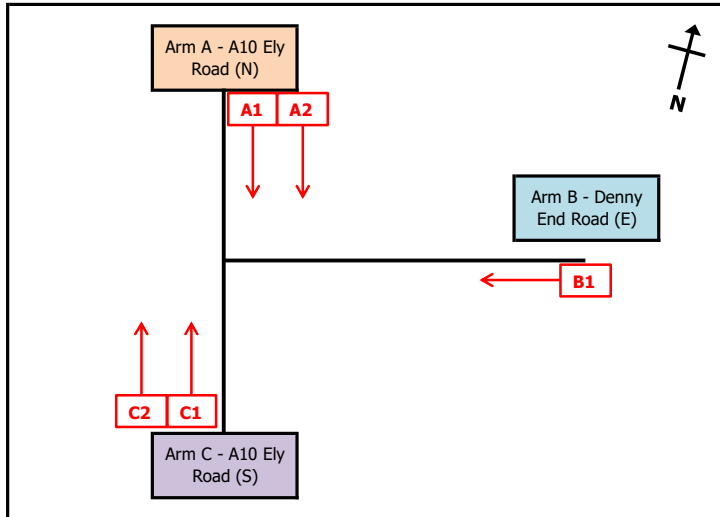 Arm A - A10 Ely
Road (N)
A1
A2
N
Arm B - Denny
End Road (E)
B1
C2
C1
Arm C - A10 Ely
Road (S)